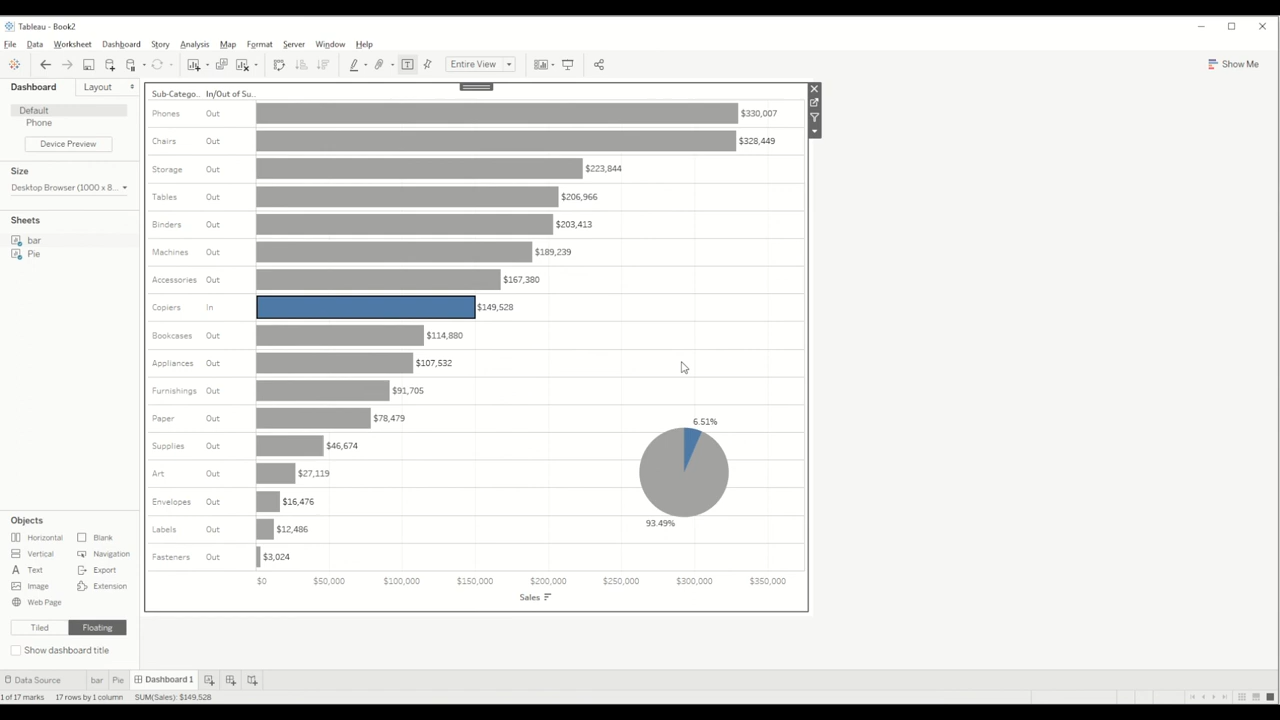 Tableau - Book2
File Data Worksheet Dashboard Story Analysis Map Format Server Window Help
Entire View
Show Me
Dashboard Layout
Default
Phone
Device Preview
Size
Desktop Browser (1000 x 8...
Sheets
bar
Pie
Objects
Horizontal Blank
Vertical Navigation
Text Export
Image Extension
Web Page
Tiled Floating
Show dashboard title
Sub-Catego.. In/Out of Su..
Phones Out $330,007
Chairs Out $328,449
Storage Out $223,844
Tables Out $206,966
Binders Out $203,413
Machines Out $189,239
Accessories Out $167,380
Copiers In $149,528
Bookcases Out $114,880
Appliances Out $107,532
Furnishings Out $91,705
Paper Out $78,479
Supplies Out $46,674
Art Out $27,119
Envelopes Out $16,476
Labels Out $12,486
Fasteners Out $3,024
6.51%
93.49%
$0 $50,000 $100,000 $150,000 $200,000 $250,000 $300,000 $350,000
Sales
Data Source bar Pie Dashboard 1
1 of 17 marks 17 rows by 1 column SUM(Sales): $149,528